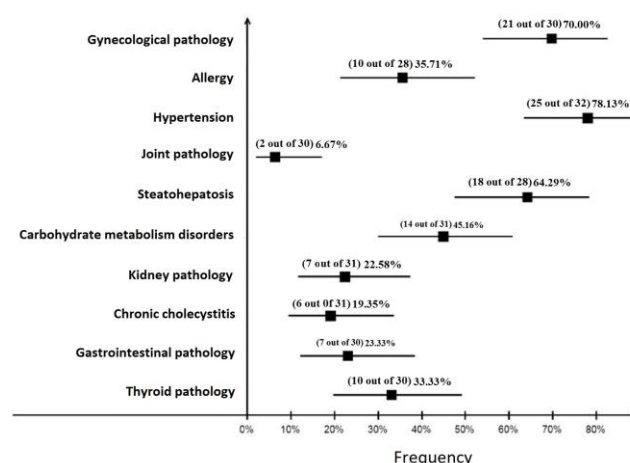 Gynecological pathology (21 out of 30) 70.00%
Allergy (10 out of 28) 35.71%
Hypertension (25 out of 32) 78.13%
Joint pathology (2 out of 30) 6.67%
Steatohepatosis (18 out of 28) 64.29%
Carbohydrate metabolism disorders (14 out of 31) 45.16%
Kidney pathology (7 out of 31) 22.58%
Chronic cholecystitis (6 out 0f 31) 19.35%
Gastrointestinal pathology (7 out of 30) 23.33%
Thyroid pathology (10 out of 30) 33.33%
0% 10% 20% 30% 40% 50% 60% 70% 80%
Frequency